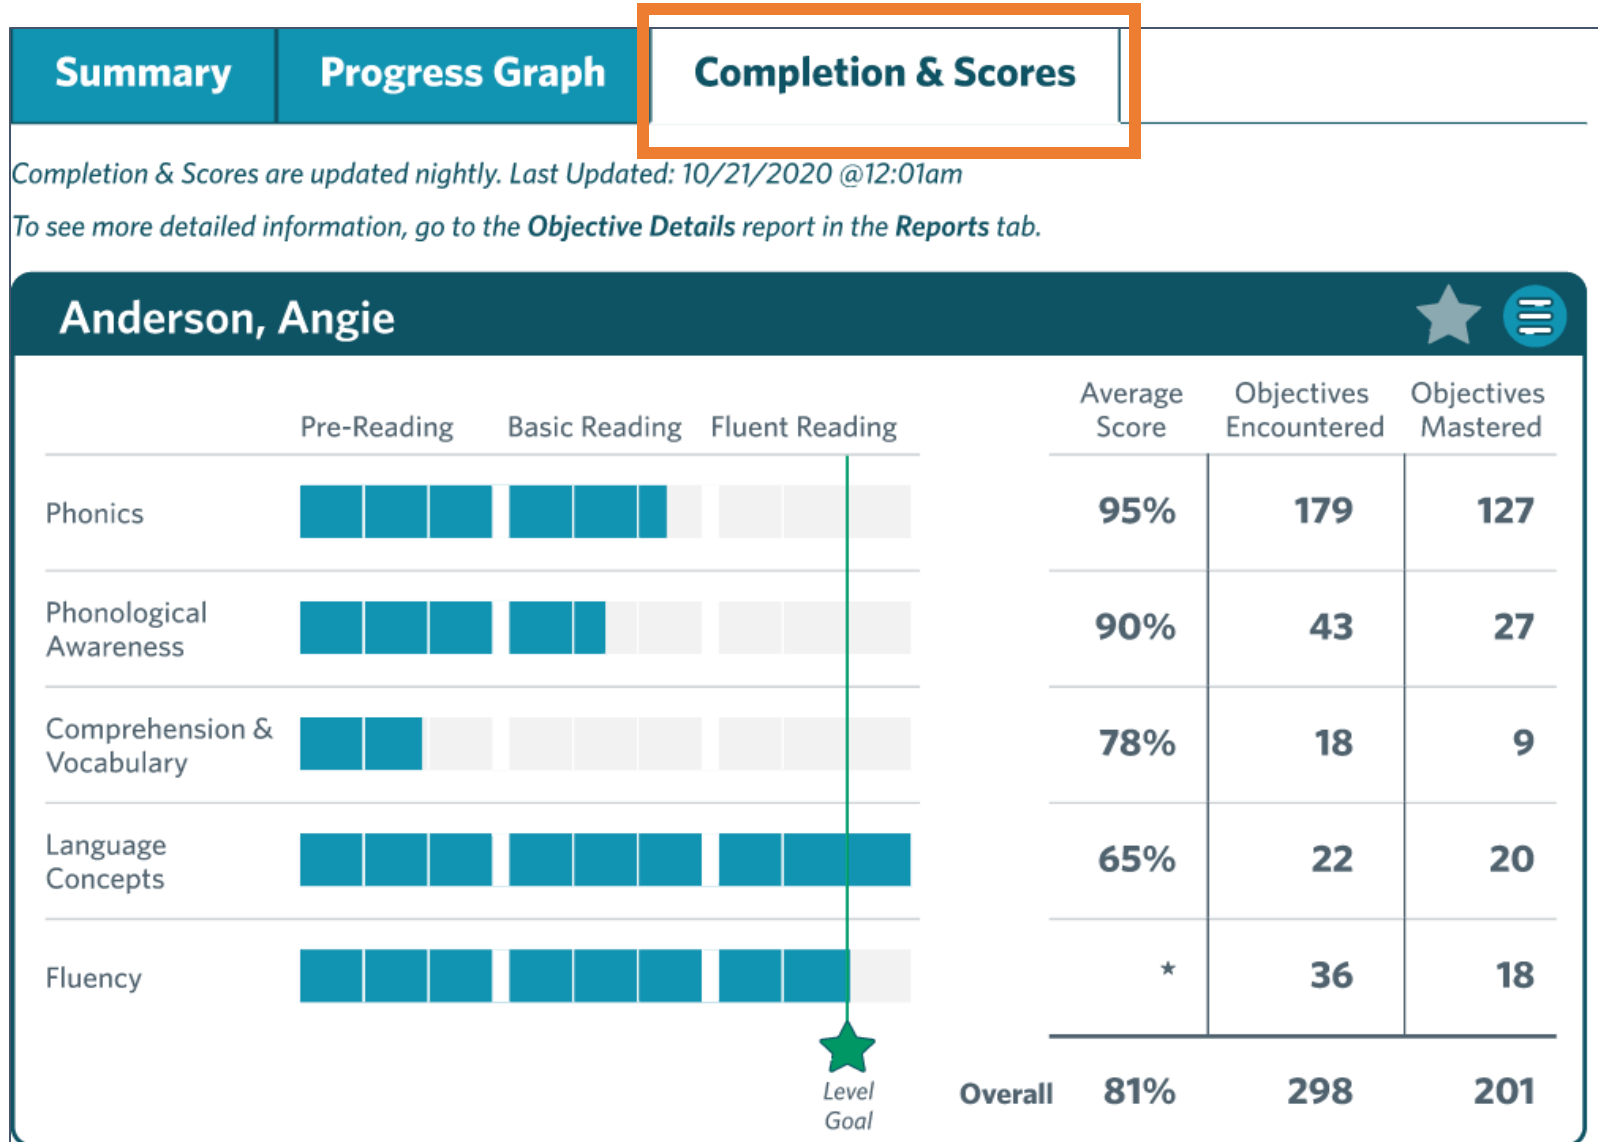 Summary Progress Graph Completion & Scores
Completion & Scores are updated nightly. Last Updated: 10/21/2020 @12:01am
To see more detailed information, go to the Objective Details report in the Reports tab.
Anderson, Angie
Pre-Reading Basic Reading Fluent Reading
Average Score
Objectives Encountered
Objectives Mastered
Phonics 95% 179 127
Phonological
Awareness 90% 43 27
Comprehension &
Vocabulary 78% 18 9
Language
Concepts 65% 22 20
Fluency * 36 18
Level
Goal
Overall 81% 298 201